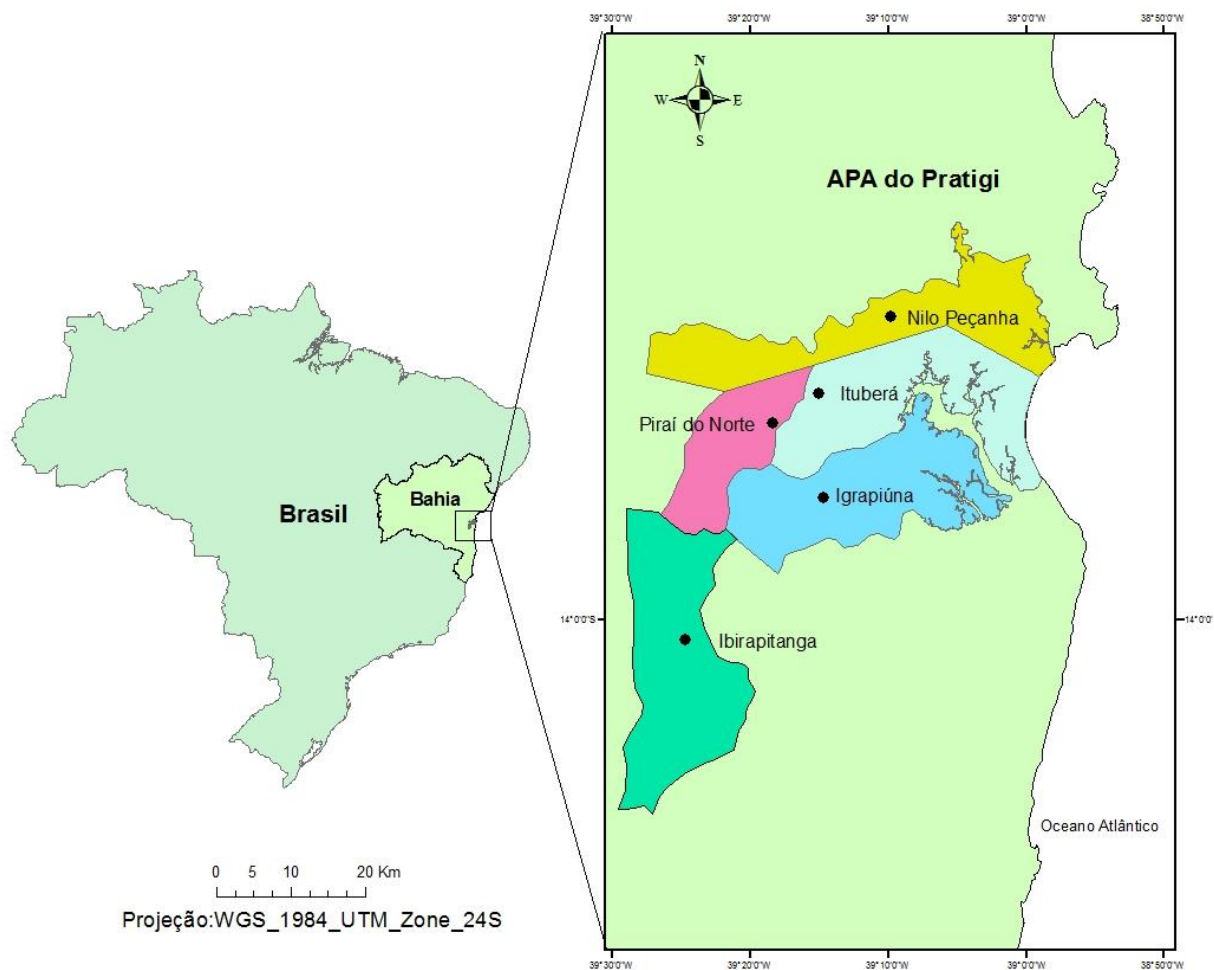 39°30'0"W
39°20'0"W
39°10'0"W
39°0'0"W
38°50'0"W
N
W
E
S
APA do Pratigi
Nilo Peçanha
Ituberá
Piraí do Norte
Igrapiúna
Brasil
Bahia
14°0'0"S
14°0'0
Ibirapitanga
Oceano Atlântico
0 5 10 20 Km
Projeção:WGS_1984_UTM_Zone_24S
39°30'0"W
39°20'0"W
39°10'0"W
39°0'0"W
38°50'0"W